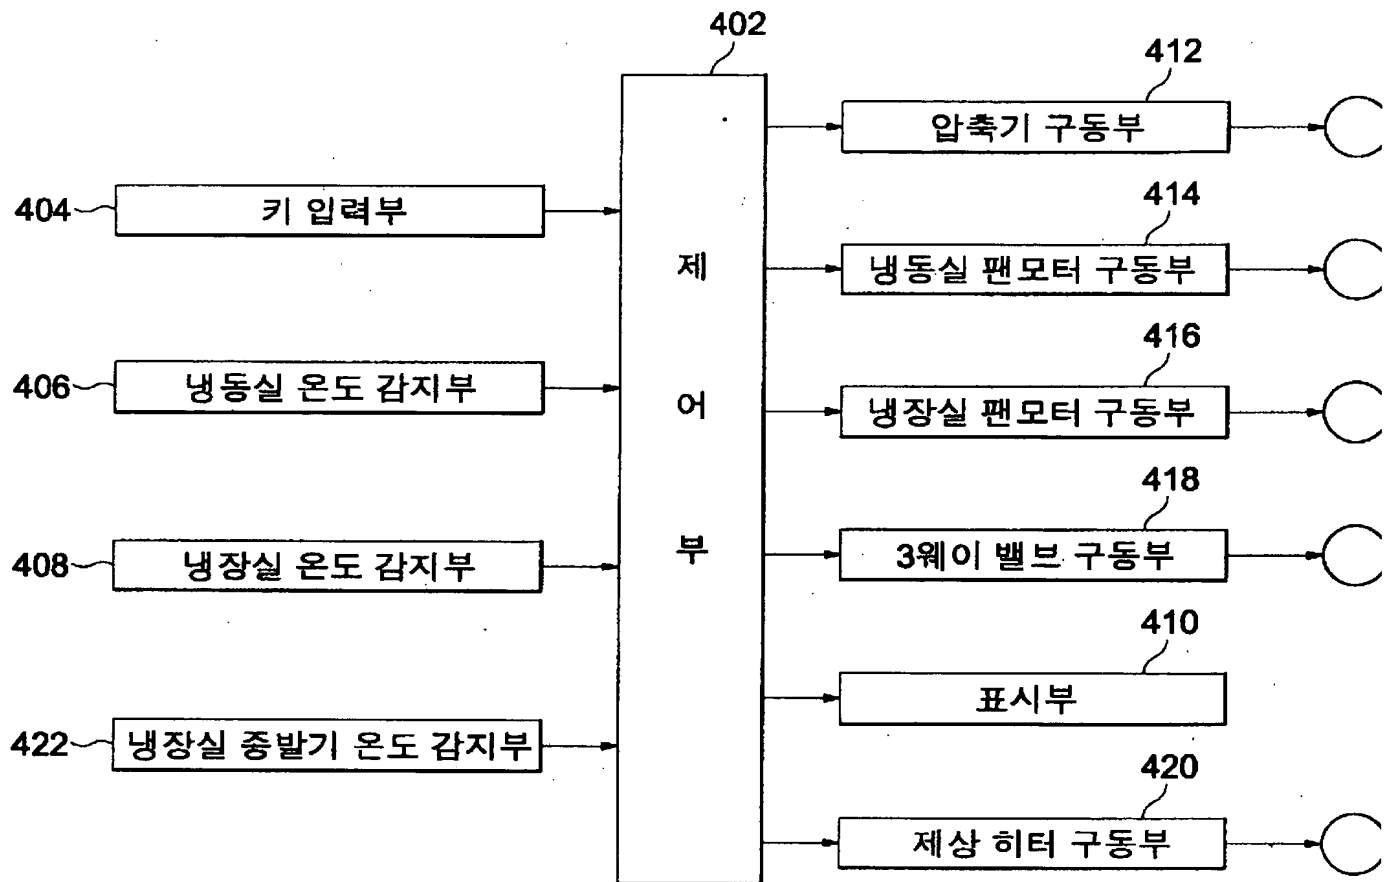 402
412
압축기 구동부
404
키 입력부
414
제어부
냉동실 팬모터 구동부
406
냉동실 온도 감지부
416
냉장실 팬모터 구동부
418
408
냉장실 온도 감지부
3웨이 밸브 구동부
410
표시부
422
냉장실 증발기 온도 감지부
420
제상 히터 구동부